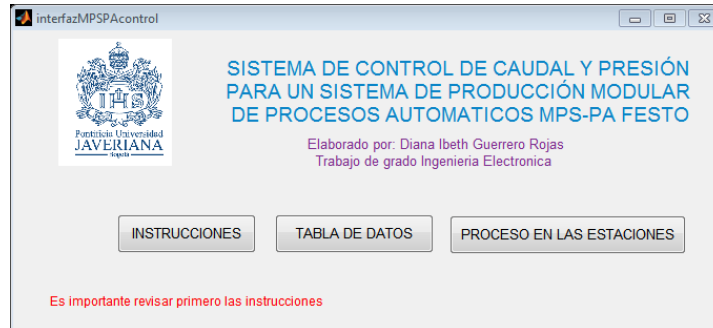 interfazMPSPAcontrol
IHS
Pontificia Universidad
JAVERIANA
Bogotá
SISTEMA DE CONTROL DE CAUDAL Y PRESIÓN
PARA UN SISTEMA DE PRODUCCIÓN MODULAR
DE PROCESOS AUTOMATICOS MPS-PA FESTO
Elaborado por: Diana Ibeth Guerrero Rojas
Trabajo de grado Ingenieria Electronica
INSTRUCCIONES
TABLA DE DATOS
PROCESO EN LAS ESTACIONES
Es importante revisar primero las instrucciones